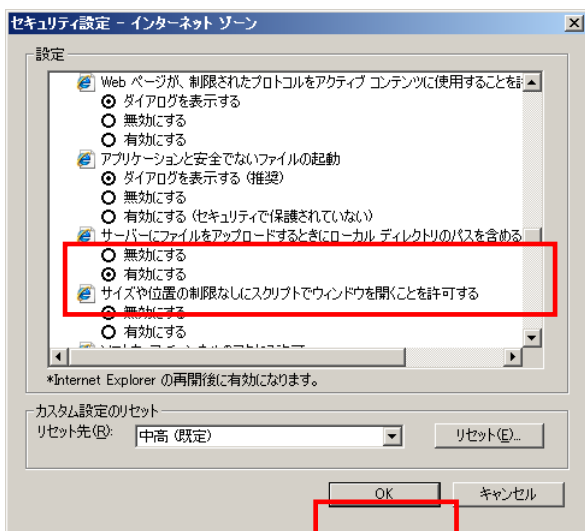 セキュリティ設定 - インターネット ゾーン
設定
Web ページが、制限されたプロトコルをアクティブ コンテンツに使用することを
ダイアログを表示する
無効にする
有効にする
アプリケーションと安全でないファイルの起動
ダイアログを表示する (推奨)
無効にする
有効にする (セキュリティで保護されていない)
サーバーにファイルをアップロードするときにローカル ディレクトリのパスを含める
無効にする
有効にする
サイズや位置の制限なしにスクリプトでウィンドウを開くことを許可する
無効にする
有効にする
*Internet Explorer の再開後に有効になります。
カスタム設定のリセット
リセット先(R):
中高 (既定)
リセット(E)...
OK
キャンセル